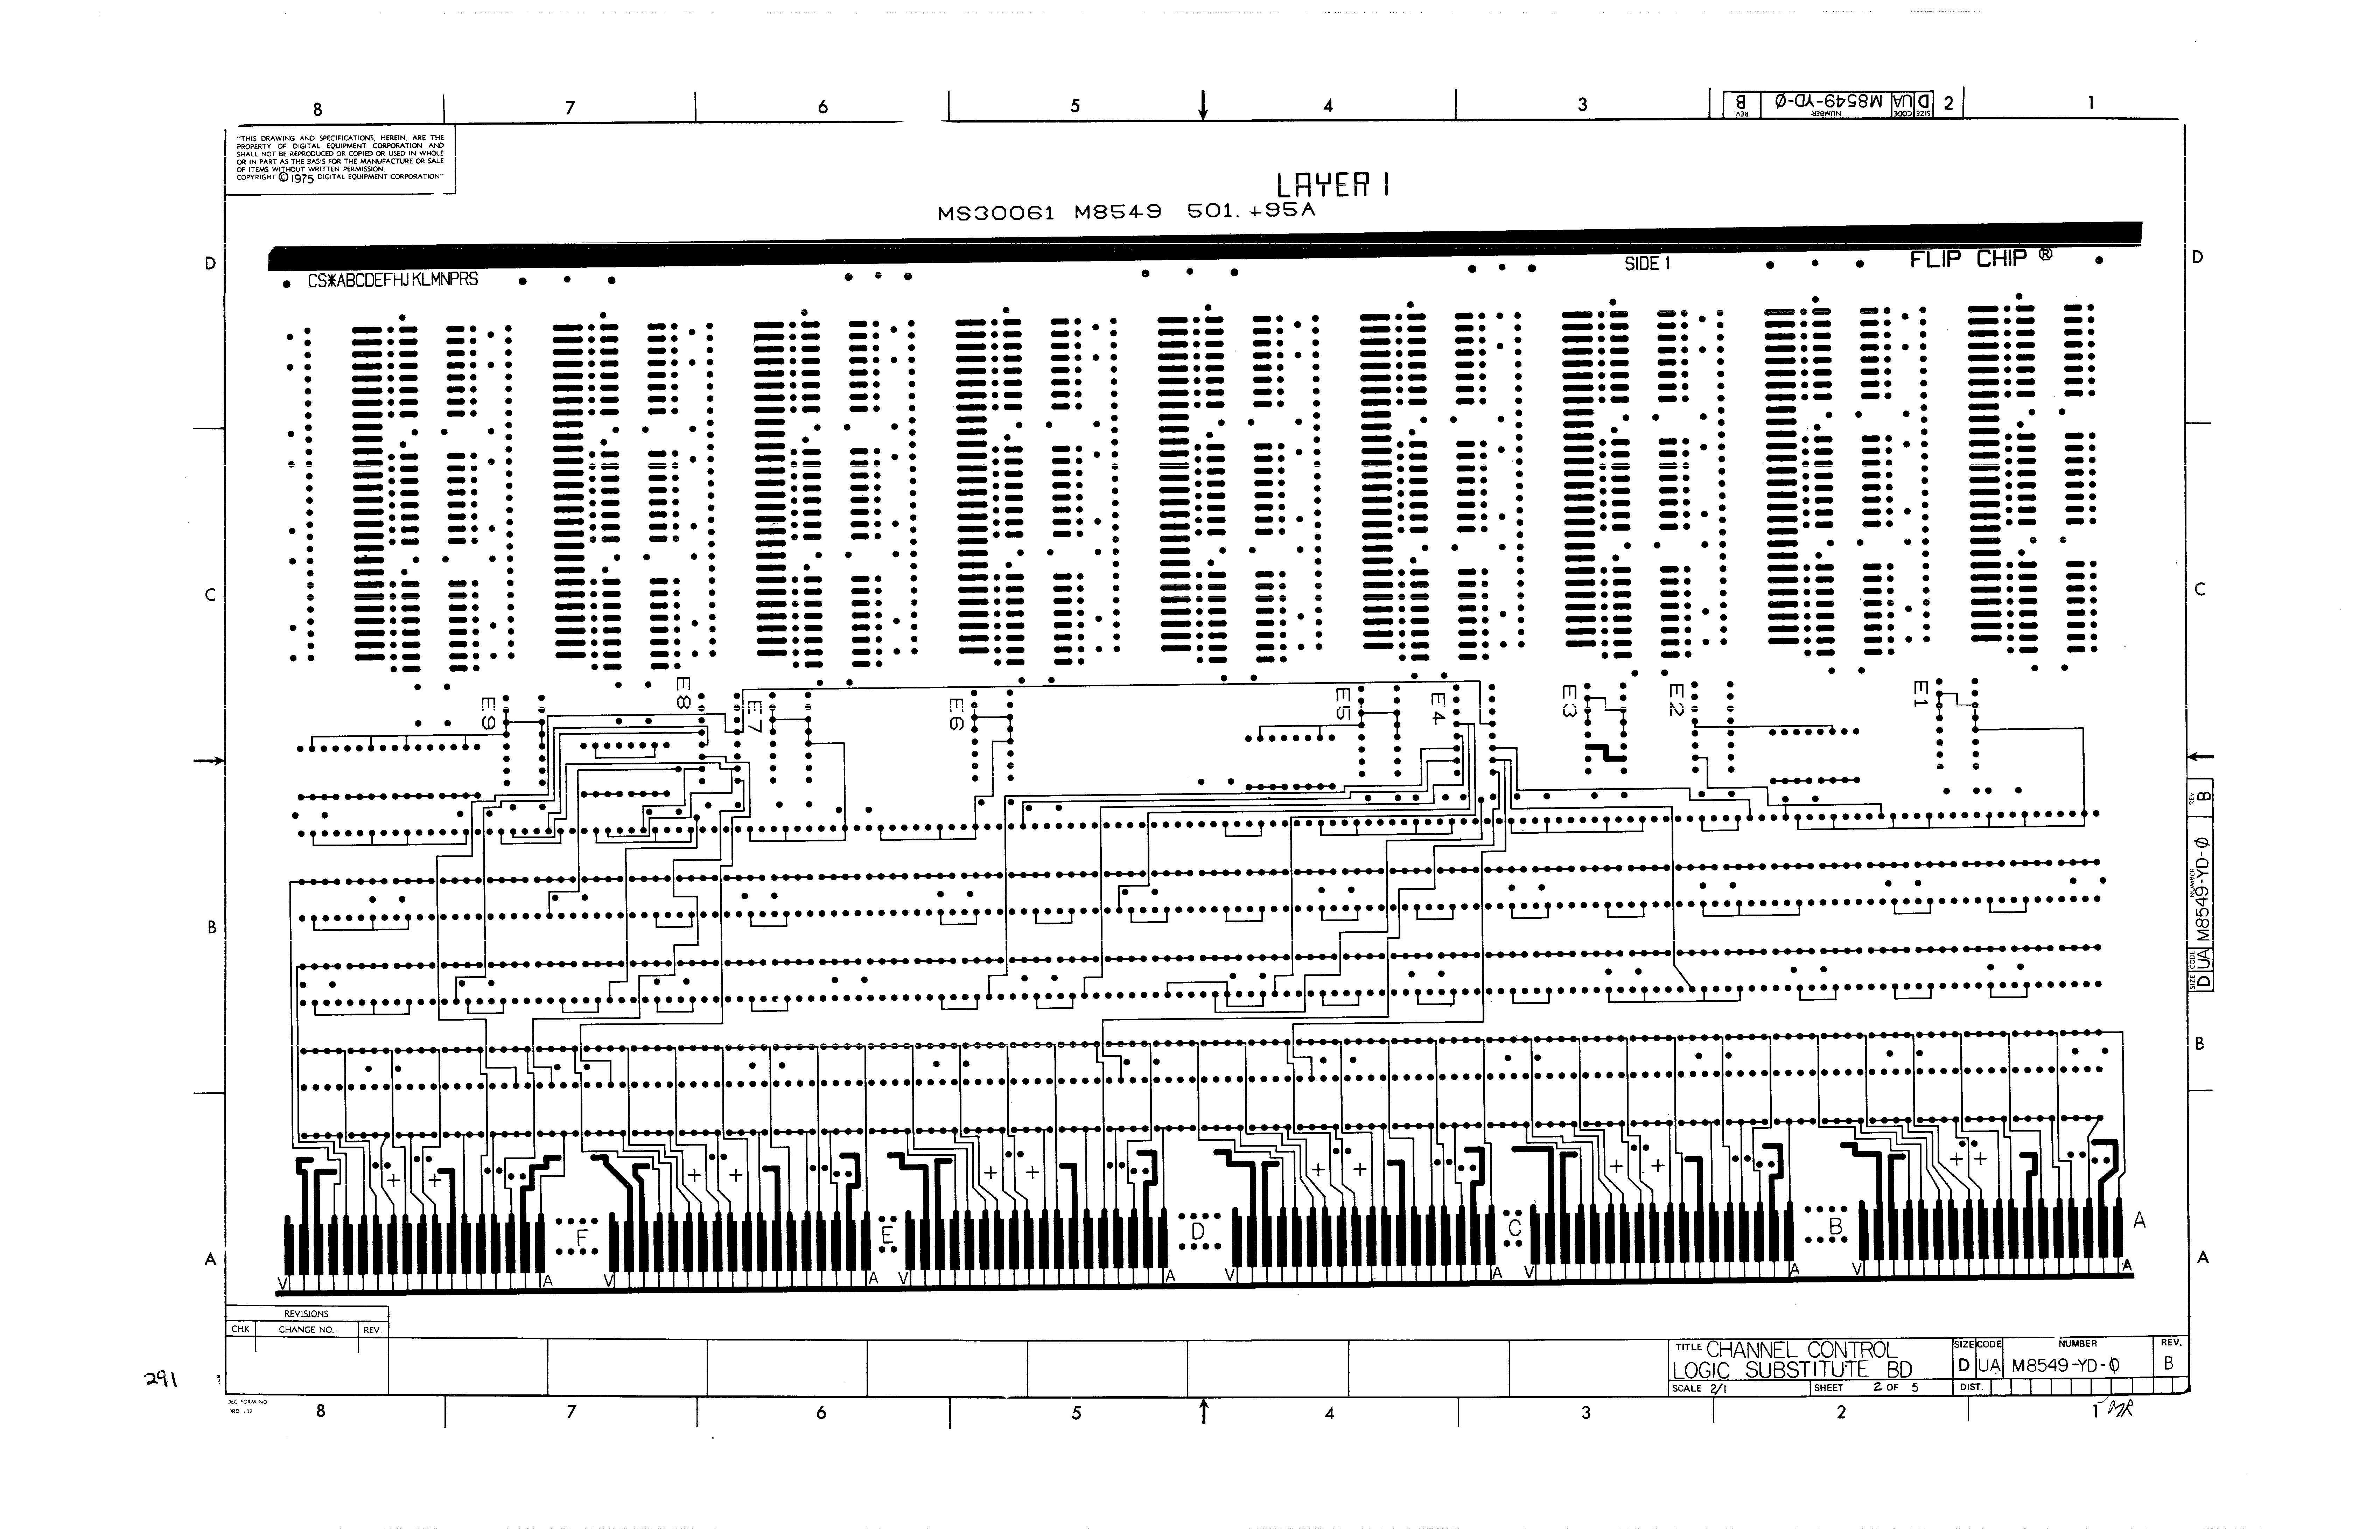 8 7 6 5 4 3 2 1
REV B NUMBER M8549-YD-0 CODE UA SIZE D
"THIS DRAWING AND SPECIFICATIONS, HEREIN, ARE THE
PROPERTY OF DIGITAL EQUIPMENT CORPORATION AND
SHALL NOT BE REPRODUCED OR COPIED OR USED IN WHOLE
OR IN PART AS THE BASIS FOR THE MANUFACTURE OR SALE
OF ITEMS WITHOUT WRITTEN PERMISSION.
COPYRIGHT © 1975 DIGITAL EQUIPMENT CORPORATION"
LAYER 1
MS30061 M8549 501. +95A
D D
CS*ABCDEFHJKLMNPRS SIDE 1 FLIP CHIP ®
C C
E9 E8 E7 E6 E5 E4 E3 E2 E1
SIZE D CODE UA NUMBER M8549-YD-Ø REV B
B B
B
F E D C B A
A A
V A V A V A V A V A V A
REVISIONS
CHK CHANGE NO. REV.
TITLE CHANNEL CONTROL
LOGIC SUBSTITUTE BD
SIZE CODE NUMBER REV.
D UA M8549-YD-Ø B
SCALE 2/1 SHEET 2 OF 5 DIST.
291
DEC FORM NO
8 7 6 5 4 3 2 1
MR